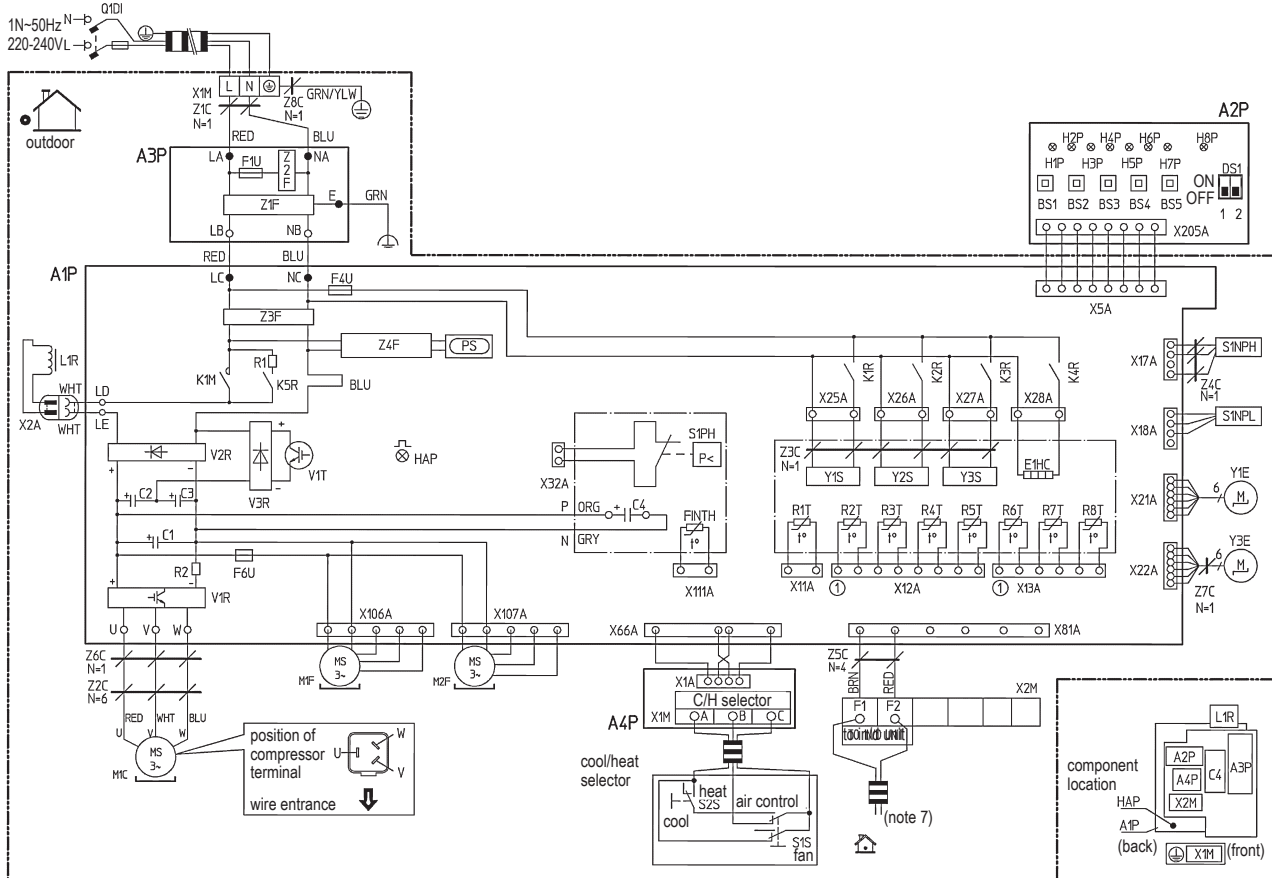 Q1DI
1N~50Hz N
220-240V L
outdoor
X1M L N
Z1C
N=1
Z8C
N=1
GRN/YLW
RED BLU
A3P
LA F1U Z2F NA
E GRN
Z1F
LB NB
RED BLU
A2P
H2P H4P H6P H8P
H1P H3P H5P H7P
DS1
ON
OFF
BS1 BS2 BS3 BS4 BS5
1 2
X205A
X5A
A1P
LC NC
F4U
Z3F
Z4F PS
R1
K1M K5R
BLU
L1R
WHT LD
X2A WHT LE
V2R
+ -
V3R
+
-
V1T
HAP
+ C2 + C3
+ C1
R2
F6U
+ -
V1R
U V W
S1PH
P<
X32A
P ORG + C4
N GRY
FINTH
t°
X111A
K1R K2R K3R K4R
X25A X26A X27A X28A
Z3C
N=1
Y1S Y2S Y3S E1HC
R1T R2T R3T R4T R5T R6T R7T R8T
t° t° t° t° t° t° t° t°
X11A 1 X12A 1 X13A
X17A S1NPH
Z4C
N=1
X18A S1NPL
X21A 6 Y1E
M
X22A 6 Y3E
M
Z7C
N=1
X106A X107A
MS
3~
M1F
MS
3~
M2F
X66A
X81A
Z6C
N=1
Z2C
N=6
RED WHT BLU
U V W
MS
3~
M1C
position of
compressor
terminal
wire entrance
U W V
X1A
C/H selector
A4P X1M A B C
cool/heat
selector
heat
S2S
cool
air control
S1S
fan
Z5C
N=4
BRN RED
F1 F2
X2M
(note 7)
component
location
L1R
A2P
A4P
X2M
C4
A3P
HAP
A1P
(back)
X1M (front)